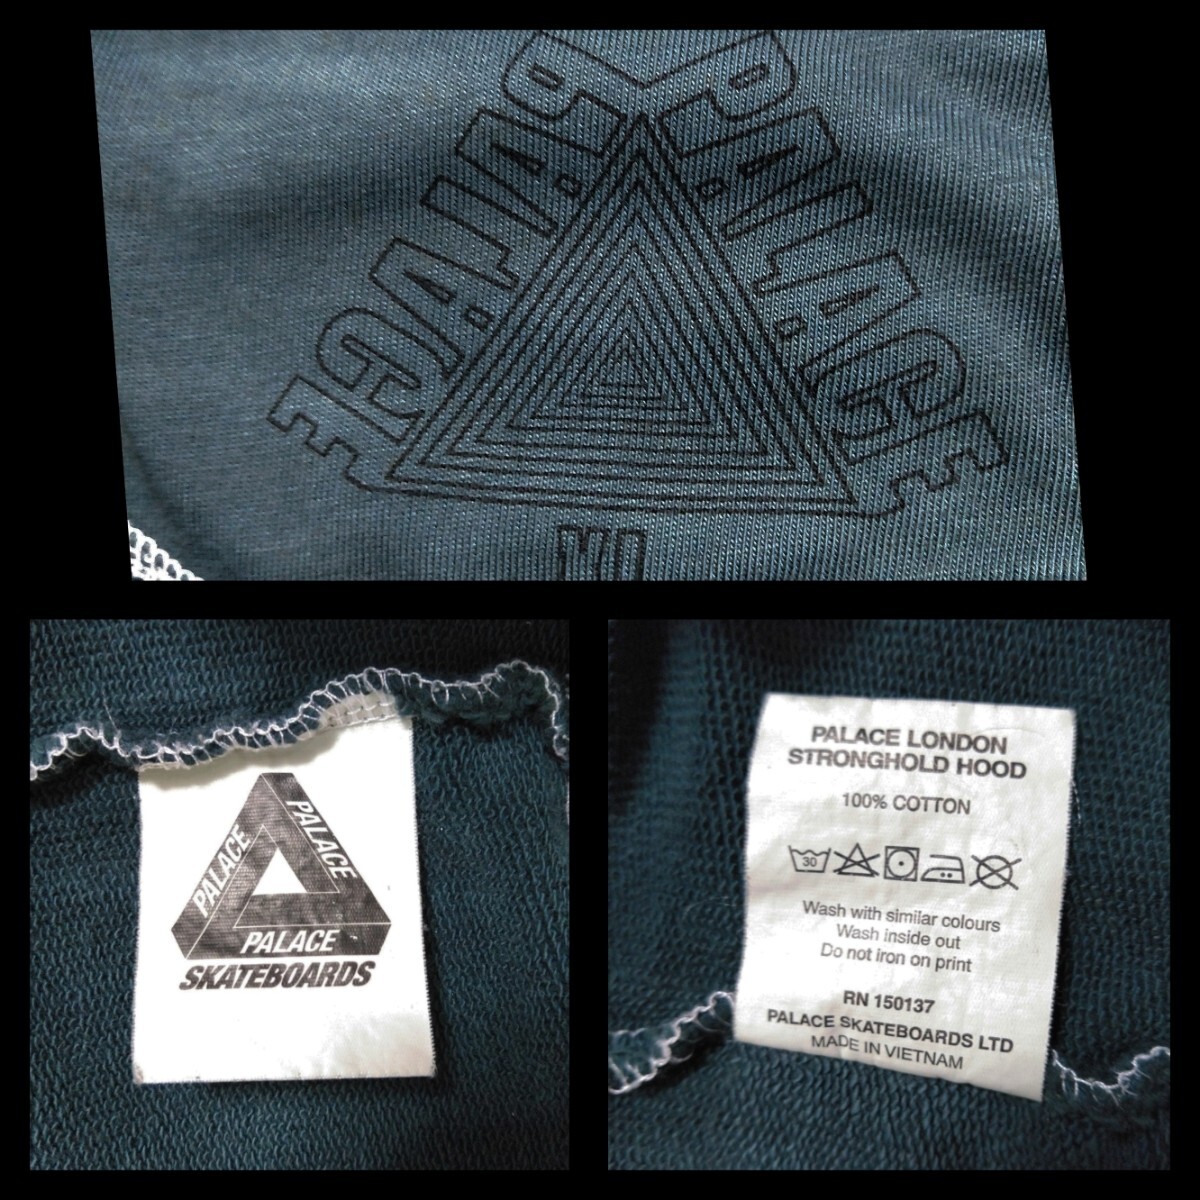 PALACE
PALACE
XL
PALACE
PALACE
PALACE
SKATEBOARDS
PALACE LONDON
STRONGHOLD HOOD
100% COTTON
30
Wash with similar colours
Wash inside out
Do not iron on print
RN 150137
PALACE SKATEBOARDS LTD
MADE IN VIETNAM